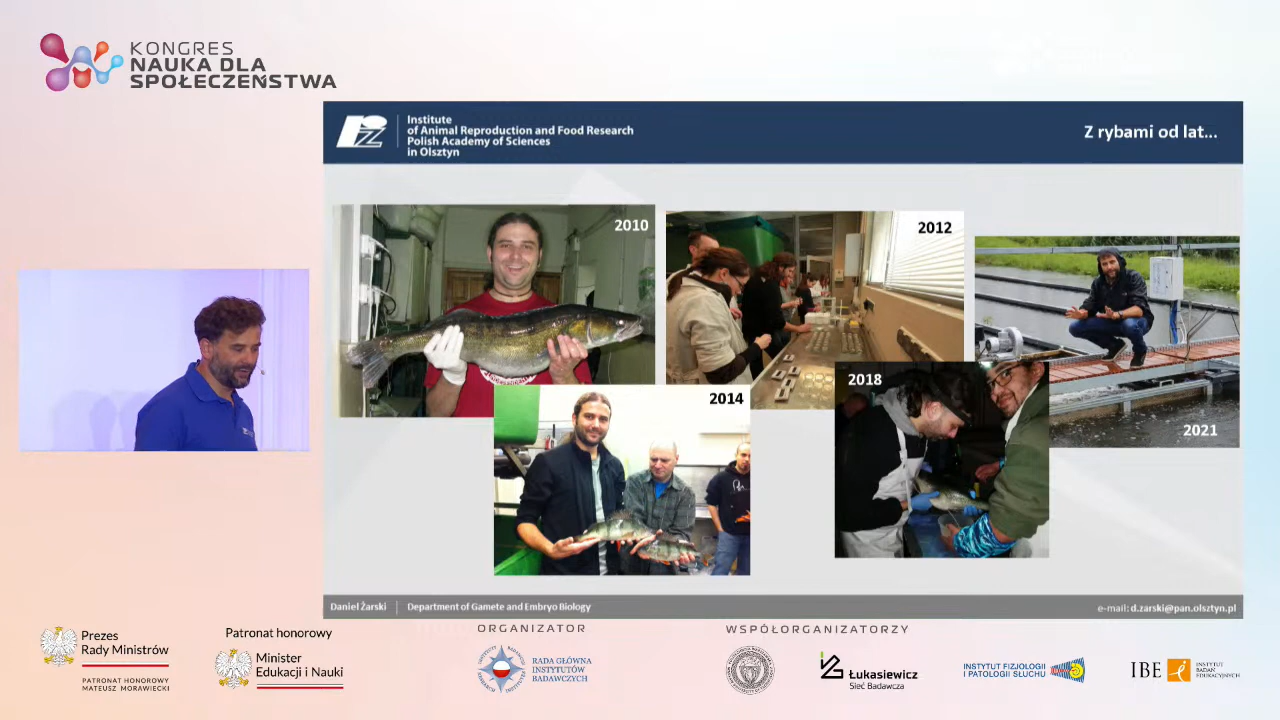 KONGRES
NAUKA DLA
SPOŁECZEŃSTWA
Institute
of Animal Reproduction and Food Research
Polish Academy of Sciences
in Olsztyn
Z rybami od lat...
2010
2012
2014
2018
2021
Daniel Żarski
Department of Gamete and Embryo Biology
e-mail: d.zarski@pan.olsztyn.pl
Prezes
Rady Ministrów
PATRONAT HONOROWY
MATEUSZ MORAWIECKI
Patronat honorowy
Minister
Edukacji i Nauki
ORGANIZATOR
RADA GŁÓWNA
INSTYTUTÓW
BADAWCZYCH
WSPÓŁORGANIZATORZY
Łukasiewicz
Sieć Badawcza
INSTYTUT FIZJOLOGII
I PATOLOGII SŁUCHU
IBE
INSTYTUT
BADAŃ
EDUKACYJNYCH